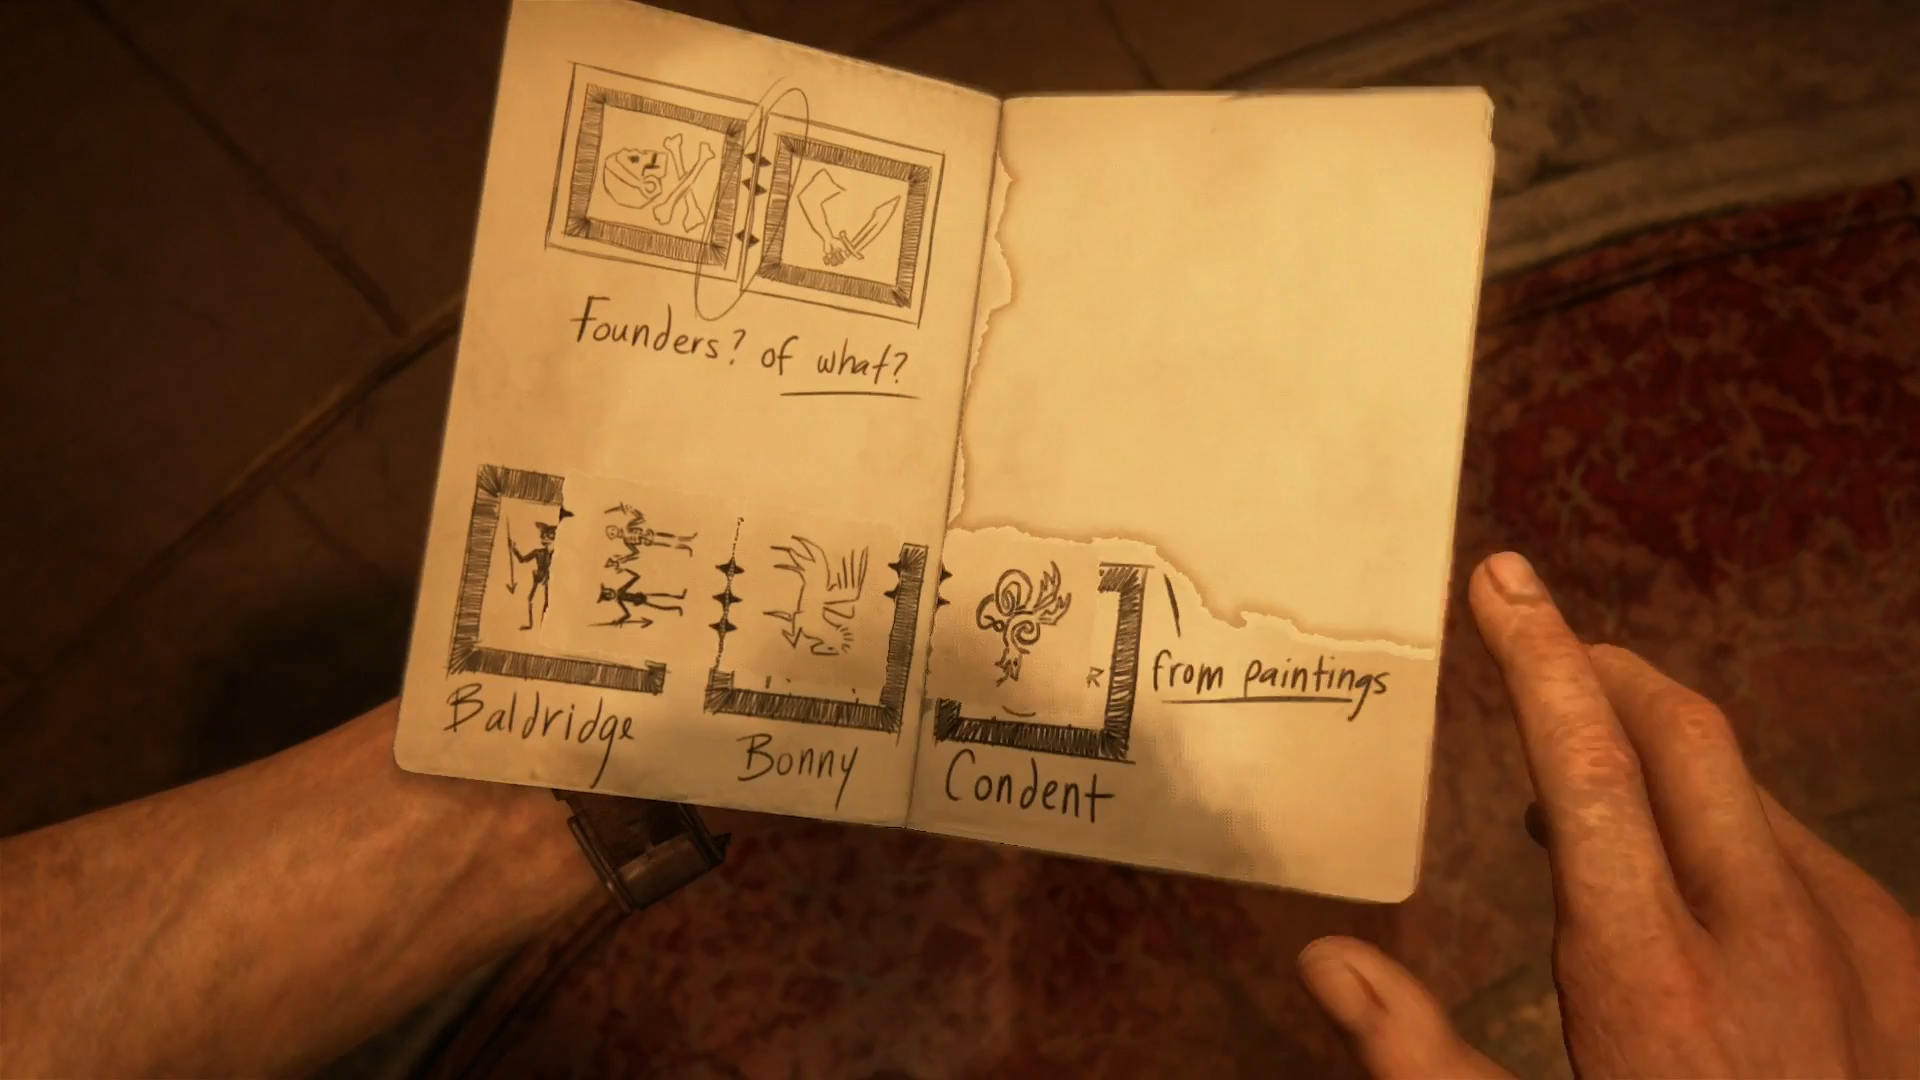 Founders? of what?
Baldridge
Bonny
Condent
R
from paintings